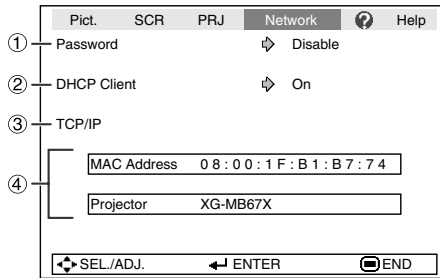 Pict. SCR PRJ Network ? Help
① Password Disable
② DHCP Client On
③ TCP/IP
④
MAC Address 08:00:1F:B1:B7:74
Projector XG-MB67X
SEL./ADJ. ENTER END